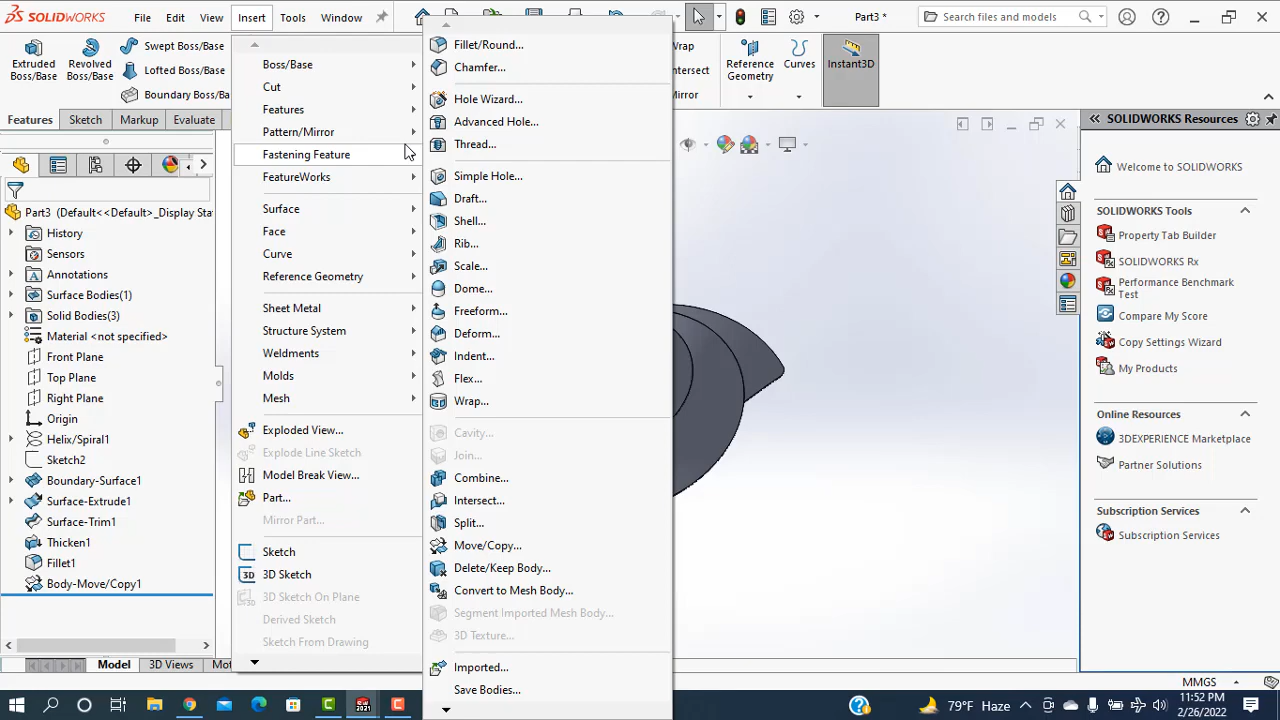 SOLIDWORKS
File
Edit
View
Insert
Tools
Window
Part3
Search files and models
Extruded Boss/Base
Revolved Boss/Base
Swept Boss/Base
Lofted Boss/Base
Boundary Boss/Base
Wrap
Intersect
Mirror
Reference Geometry
Curves
Instant3D
Features
Sketch
Markup
Evaluate
Part3 (Default<<Default>_Display Sta
History
Sensors
Annotations
Surface Bodies(1)
Solid Bodies(3)
Material <not specified>
Front Plane
Top Plane
Right Plane
Origin
Helix/Spiral1
Sketch2
Boundary-Surface1
Surface-Extrude1
Surface-Trim1
Thicken1
Fillet1
Body-Move/Copy1
Boss/Base
Cut
Features
Pattern/Mirror
Fastening Feature
FeatureWorks
Surface
Face
Curve
Reference Geometry
Sheet Metal
Structure System
Weldments
Molds
Mesh
Exploded View...
Explode Line Sketch
Model Break View...
Part...
Mirror Part...
Sketch
3D Sketch
3D Sketch On Plane
Derived Sketch
Sketch From Drawing
Fillet/Round...
Chamfer...
Hole Wizard...
Advanced Hole...
Thread...
Simple Hole...
Draft...
Shell...
Rib...
Scale...
Dome...
Freeform...
Deform...
Indent...
Flex...
Wrap...
Cavity...
Join...
Combine...
Intersect...
Split...
Move/Copy...
Delete/Keep Body...
Convert to Mesh Body...
Segment Imported Mesh Body...
3D Texture...
Imported...
Save Bodies...
SOLIDWORKS Resources
Welcome to SOLIDWORKS
SOLIDWORKS Tools
Property Tab Builder
SOLIDWORKS Rx
Performance Benchmark
Test
Compare My Score
Copy Settings Wizard
My Products
Online Resources
3DEXPERIENCE Marketplace
Partner Solutions
Subscription Services
Subscription Services
Model
3D Views
Mot
MMGS
79°F Haze
11:52 PM
2/26/2022